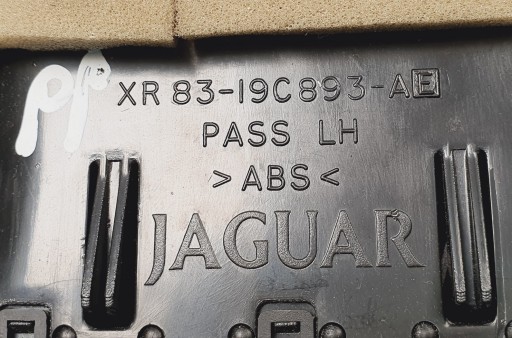 XR 83-19C893-AE
PASS LH
>ABS<
JAGUAR